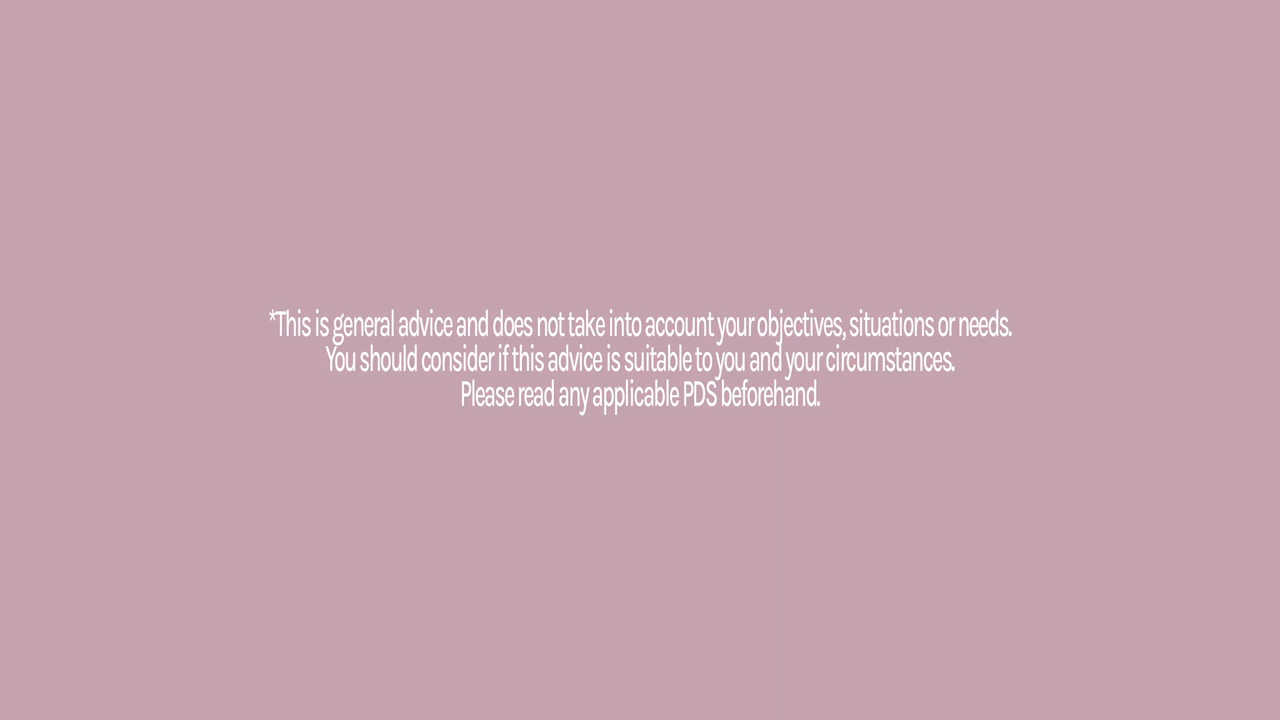 *This is general advice and does not take into account your objectives, situations or needs.
You should consider if this advice is suitable to you and your circumstances.
Please read any applicable PDS beforehand.